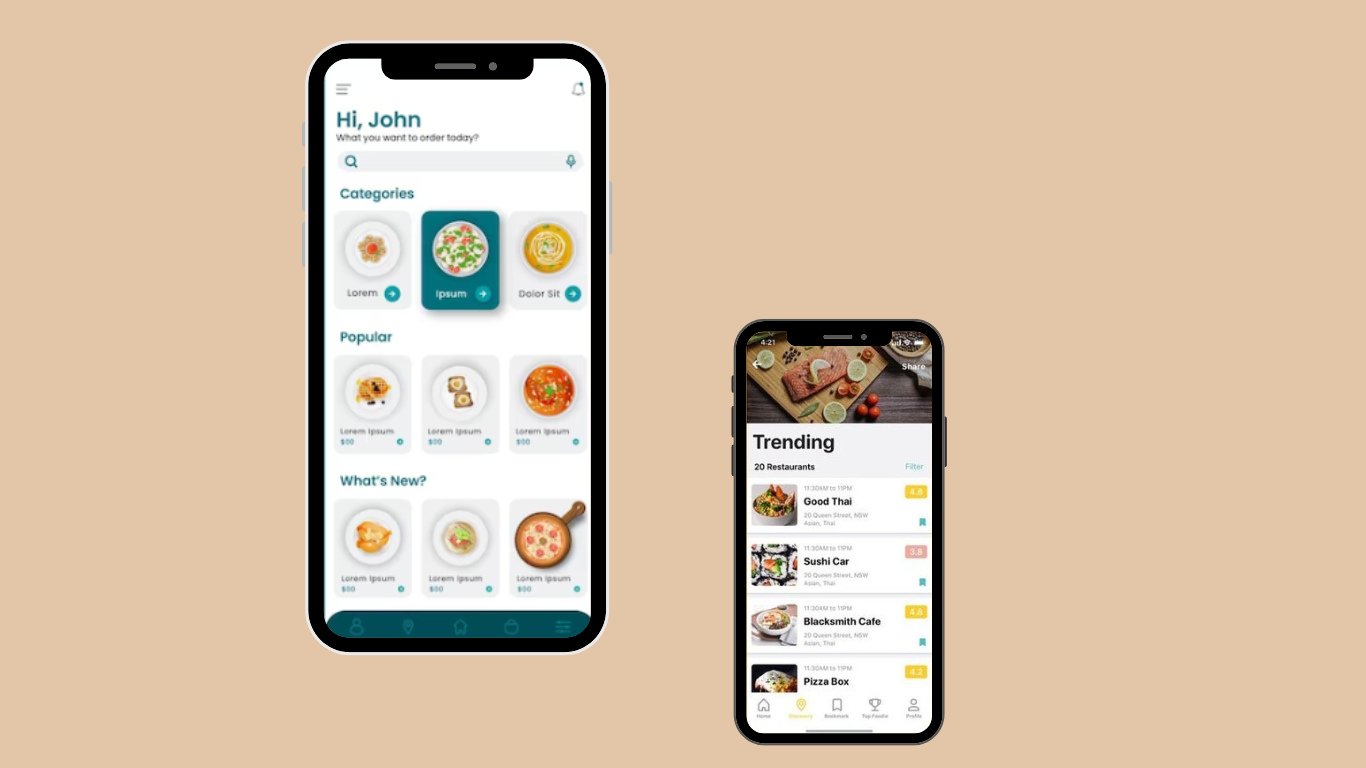 Hi, John
What you want to order today?
Categories
Lorem
Ipsum
Dolor Sit
Popular
Lorem Ipsum
Lorem Ipsum
Lorem Ipsum
$00
$00
$00
What's New?
Lorem Ipsum
Lorem Ipsum
Lorem Ipsum
$00
$00
$00
4:21
Share
Trending
20 Restaurants
Filter
11:30AM to 11PM
4.8
Good Thai
20 Queen Street, NSW
Asian, Thai
11:30AM to 11PM
3.8
Sushi Car
20 Queen Street, NSW
Asian, Thai
11:30AM to 11PM
4.8
Blacksmith Cafe
20 Queen Street, NSW
Asian, Thai
11:30AM to 11PM
4.2
Pizza Box
Home
Discovery
Bookmark
Top Foodie
Profile